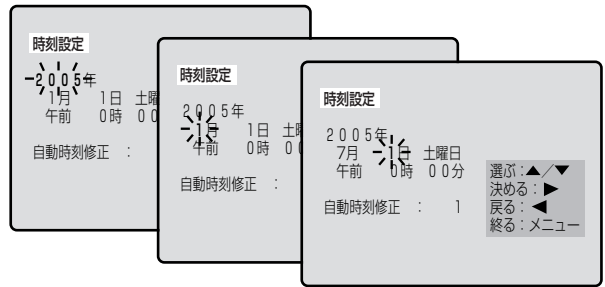 時刻設定
2005年
1月 1日 土曜
午前 0時 00
自動時刻修正 :
時刻設定
2005年
1月 1日 土曜
午前 0時 00
自動時刻修正 :
時刻設定
2005年
7月 1日 土曜日
午前 0時 00分
自動時刻修正 : 1
選ぶ:▲/▼
決める:▶
戻る:◀
終る:メニュー